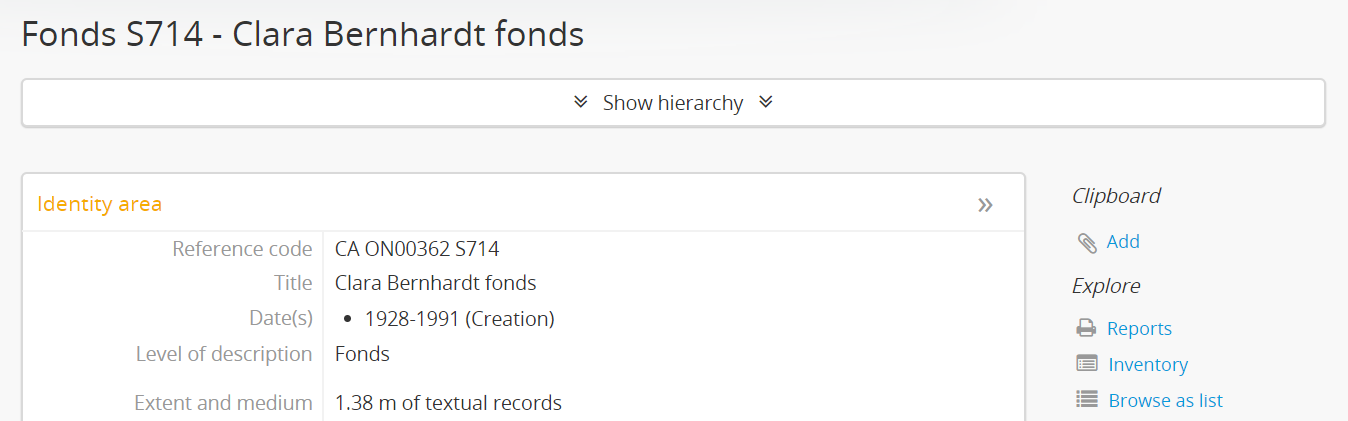 Fonds S714 - Clara Bernhardt fonds
Show hierarchy
Identity area
Reference code CA ON00362 S714
Title Clara Bernhardt fonds
Date(s) • 1928-1991 (Creation)
Level of description Fonds
Extent and medium 1.38 m of textual records
Clipboard
Add
Explore
Reports
Inventory
Browse as list